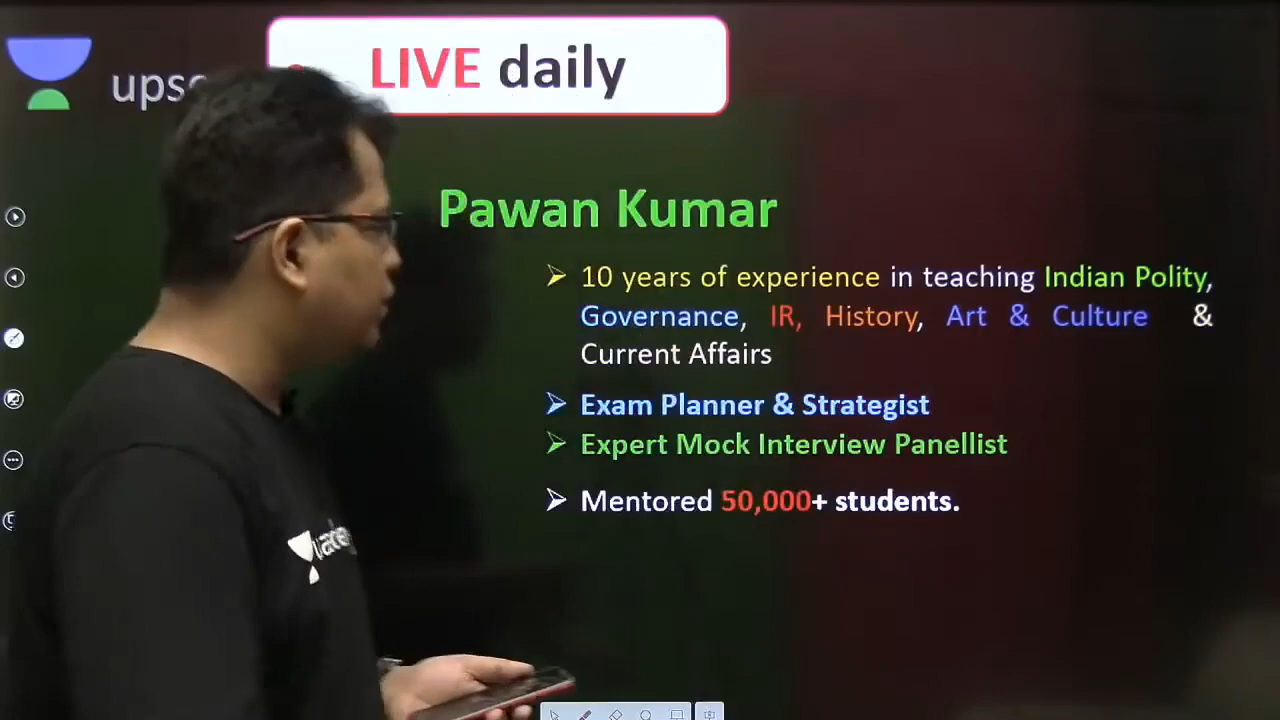 LIVE daily
Pawan Kumar
10 years of experience in teaching Indian Polity,
Governance, IR, History, Art & Culture &
Current Affairs
Exam Planner & Strategist
Expert Mock Interview Panellist
Mentored 50,000+ students.